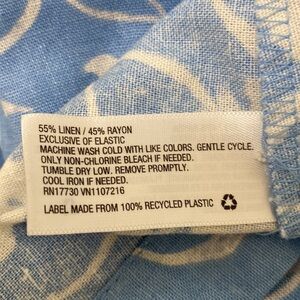 55% LINEN / 45% RAYON
EXCLUSIVE OF ELASTIC
MACHINE WASH COLD WITH LIKE COLORS. GENTLE CYCLE.
ONLY NON-CHLORINE BLEACH IF NEEDED.
TUMBLE DRY LOW. REMOVE PROMPTLY.
COOL IRON IF NEEDED.
RN17730 VN1107216
LABEL MADE FROM 100% RECYCLED PLASTIC